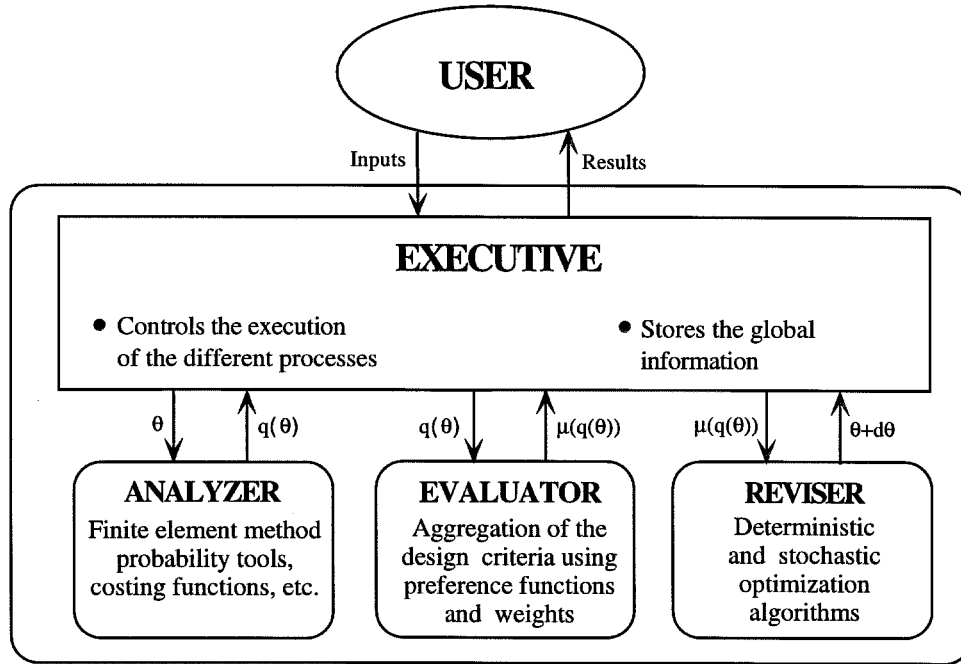 USER
Inputs
Results
EXECUTIVE
• Controls the execution
of the different processes
• Stores the global
information
θ
q(θ)
q(θ)
μ(q(θ))
μ(q(θ))
θ+dθ
ANALYZER
Finite element method
probability tools,
costing functions, etc.
EVALUATOR
Aggregation of the
design criteria using
preference functions
and weights
REVISER
Deterministic
and stochastic
optimization
algorithms